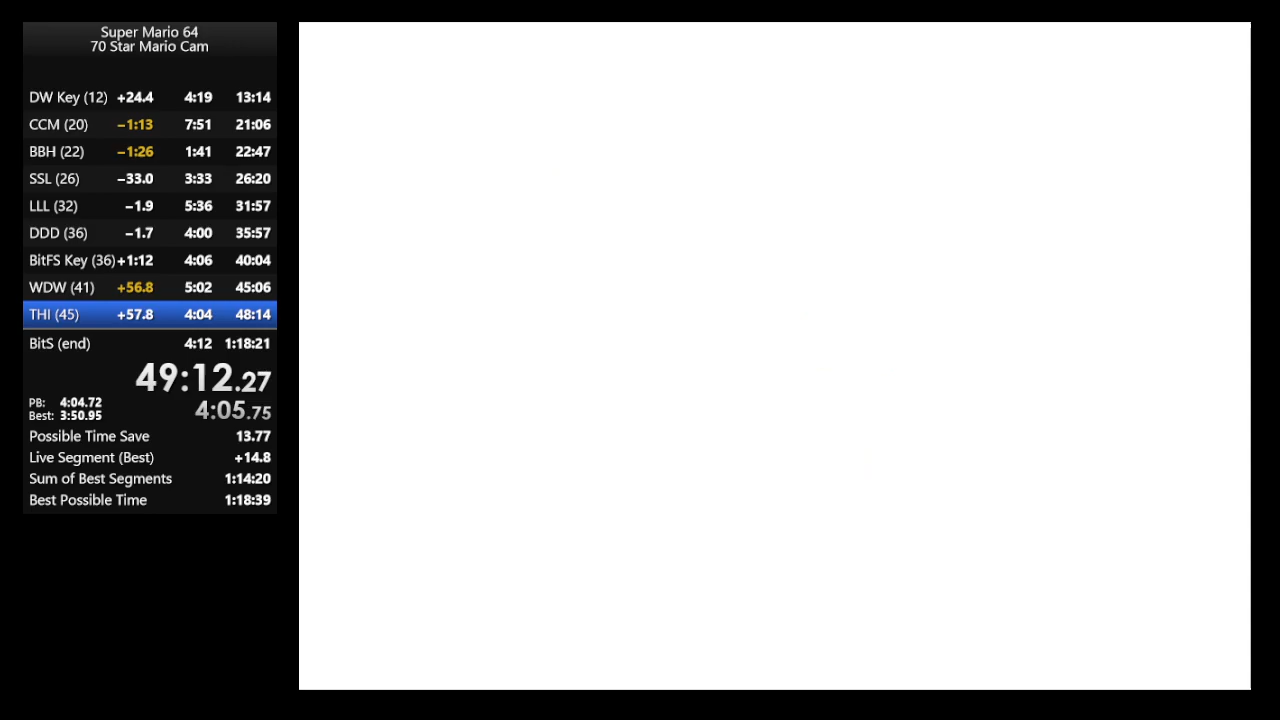 Super Mario 64
70 Star Mario Cam
DW Key (12) +24.4 4:19 13:14
CCM (20) −1:13 7:51 21:06
BBH (22) −1:26 1:41 22:47
SSL (26) −33.0 3:33 26:20
LLL (32) −1.9 5:36 31:57
DDD (36) −1.7 4:00 35:57
BitFS Key (36) +1:12 4:06 40:04
WDW (41) +56.8 5:02 45:06
THI (45) +57.8 4:04 48:14
BitS (end) 4:12 1:18:21
49:12.27
PB: 4:04.72
Best: 3:50.95
4:05.75
Possible Time Save 13.77
Live Segment (Best) +14.8
Sum of Best Segments 1:14:20
Best Possible Time 1:18:39